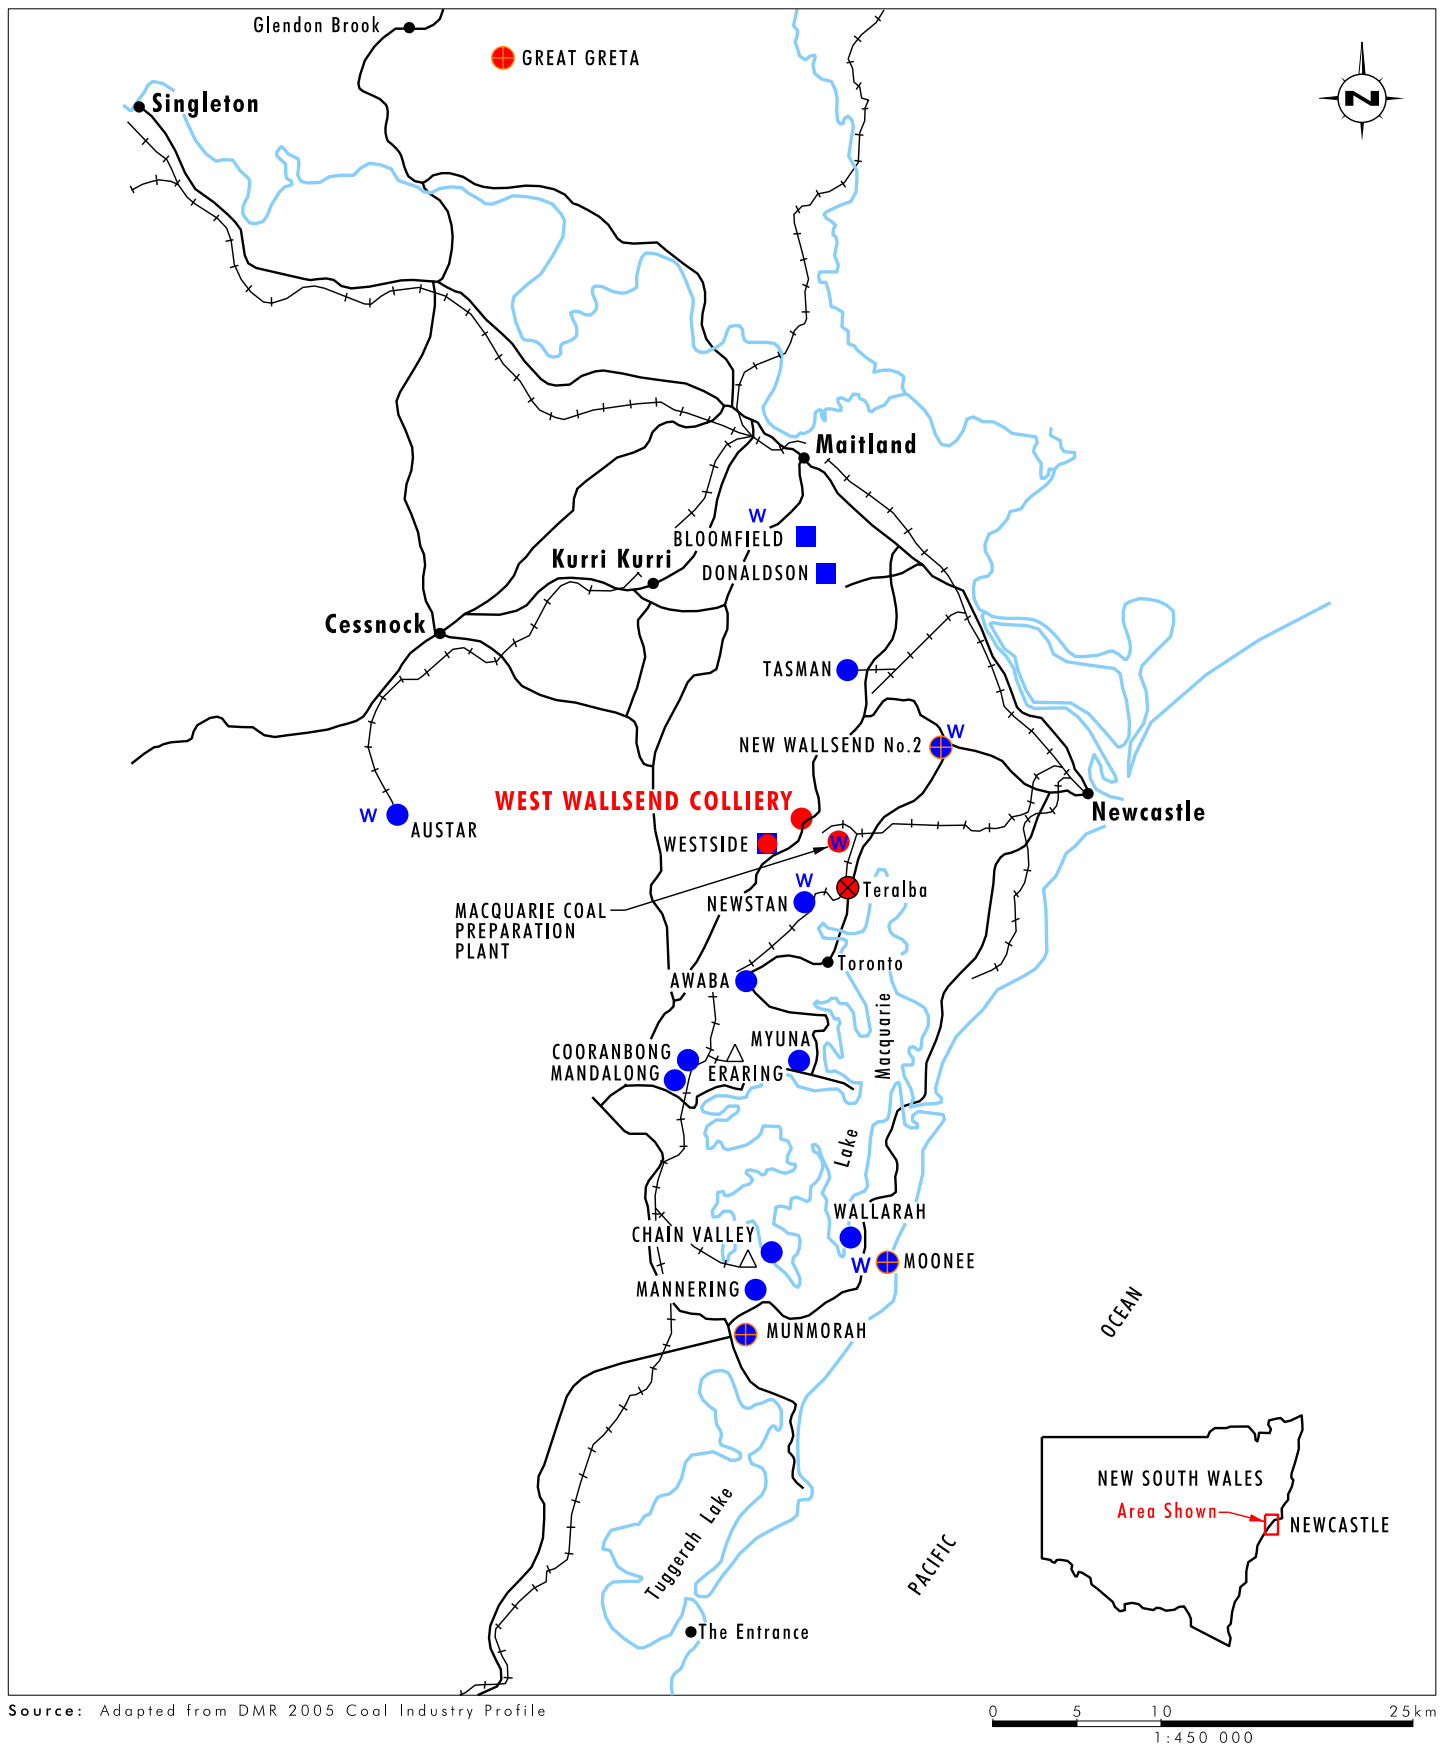 Glendon Brook
GREAT GRETA
N
Singleton
Maitland
W
BLOOMFIELD
Kurri Kurri
DONALDSON
Cessnock
TASMAN
W
NEW WALLSEND No.2
WEST WALLSEND COLLIERY
Newcastle
W
AUSTAR
WESTSIDE
W
W
Teralba
NEWSTAN
MACQUARIE COAL
PREPARATION
PLANT
Toronto
AWABA
Macquarie
MYUNA
COORANBONG
MANDALONG
ERARING
Lake
WALLARAH
CHAIN VALLEY
W
MOONEE
MANNERING
MUNMORAH
OCEAN
PACIFIC
Tuggerah Lake
The Entrance
NEW SOUTH WALES
Area Shown
NEWCASTLE
Source: Adapted from DMR 2005 Coal Industry Profile
0 5 10 25km
1:450 000